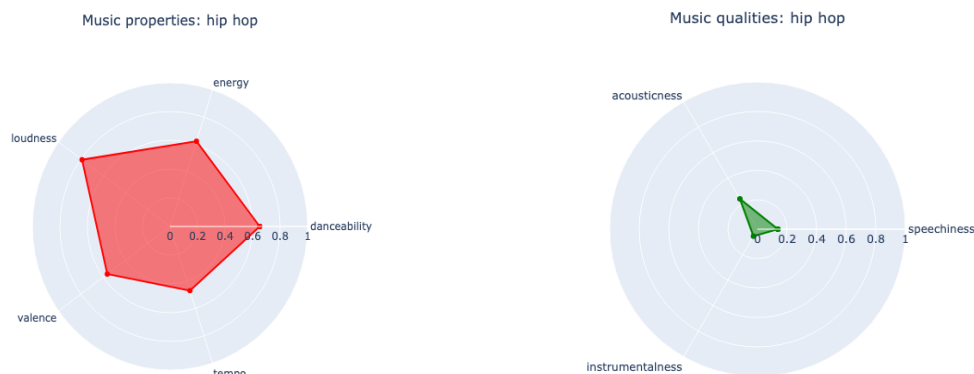 Music properties: hip hop
energy
loudness
danceability
0 0.2 0.4 0.6 0.8 1
valence
tempo
Music qualities: hip hop
acousticness
speechiness
0 0.2 0.4 0.6 0.8 1
instrumentalness